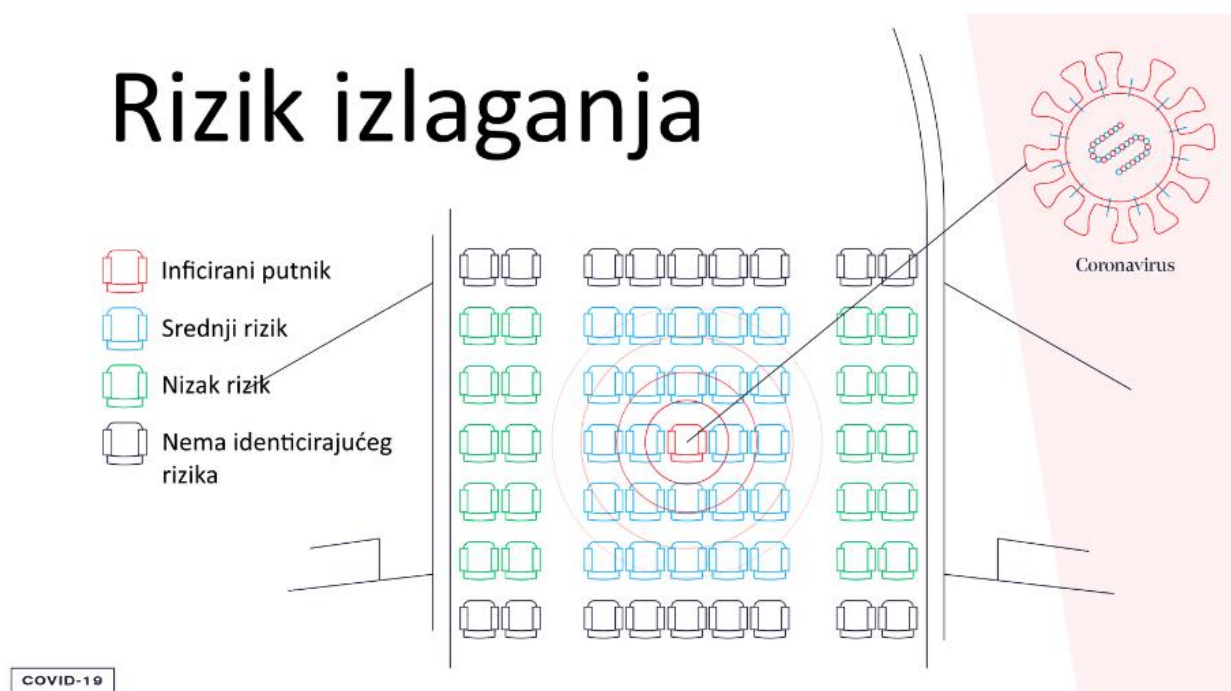 Rizik izlaganja
Inficirani putnik
Srednji rizik
Nizak rizik
Nema identicirajućeg
rizika
Coronavirus
COVID-19